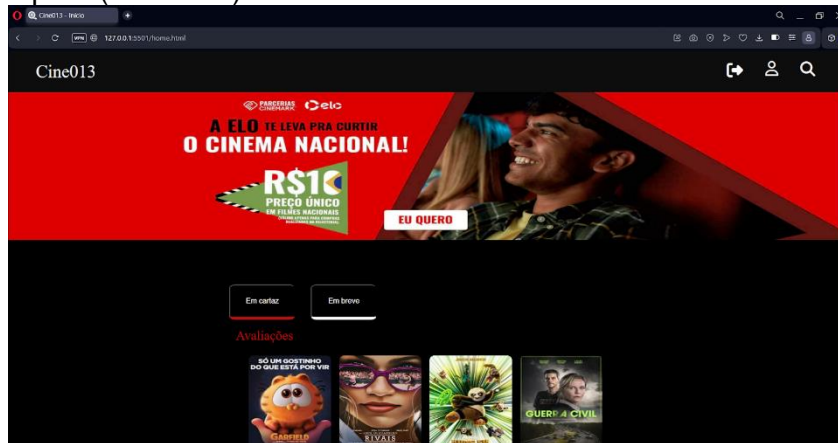 Cine013 - Início
VPN
127.0.0.1:5501/home.html
Cine013
PARCERIAS CINEMARK elo
A ELO TE LEVA PRA CURTIR
O CINEMA NACIONAL!
R$1
PREÇO ÚNICO
EM FILMES NACIONAIS
EU QUERO
Em cartaz
Em breve
Avaliações
SÓ UM GOSTINHO
DO QUE ESTÁ POR VIR
GARFIELD
RIVAIS
GUERRA CIVIL